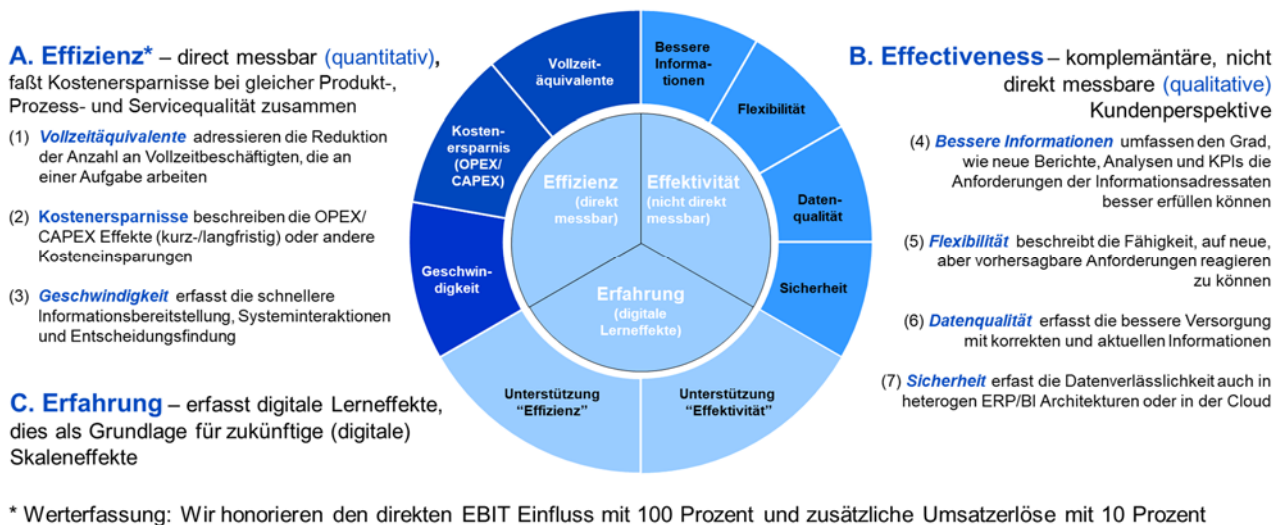 A. Effizienz* – direct messbar (quantitativ),
faßt Kostenersparnisse bei gleicher Produkt-,
Prozess- und Servicequalität zusammen
(1) Vollzeitäquivalente adressieren die Reduktion
der Anzahl an Vollzeitbeschäftigten, die an
einer Aufgabe arbeiten
(2) Kostenersparnisse beschreiben die OPEX/
CAPEX Effekte (kurz-/langfristig) oder andere
Kosteneinsparungen
(3) Geschwindigkeit erfasst die schnellere
Informationsbereitstellung, Systeminteraktionen
und Entscheidungsfindung
C. Erfahrung – erfasst digitale Lerneffekte,
dies als Grundlage für zukünftige (digitale)
Skaleneffekte
Vollzeit-
äquivalente
Kosten-
ersparnis
(OPEX/
CAPEX)
Geschwin-
digkeit
Bessere
Informa-
tionen
Flexibilität
Daten-
qualität
Sicherheit
Effizienz
(direkt
messbar)
Effektivität
(nicht direkt
messbar)
Erfahrung
(digitale
Lerneffekte)
Unterstützung
"Effizienz"
Unterstützung
"Effektivität"
B. Effectiveness – komplemäntäre, nicht
direkt messbare (qualitative)
Kundenperspektive
(4) Bessere Informationen umfassen den Grad,
wie neue Berichte, Analysen und KPIs die
Anforderungen der Informationsadressaten
besser erfüllen können
(5) Flexibilität beschreibt die Fähigkeit, auf neue,
aber vorhersagbare Anforderungen reagieren
zu können
(6) Datenqualität erfasst die bessere Versorgung
mit korrekten und aktuellen Informationen
(7) Sicherheit erfast die Datenverlässlichkeit auch in
heterogen ERP/BI Architekturen oder in der Cloud
* Werterfassung: Wir honorieren den direkten EBIT Einfluss mit 100 Prozent und zusätzliche Umsatzerlöse mit 10 Prozent